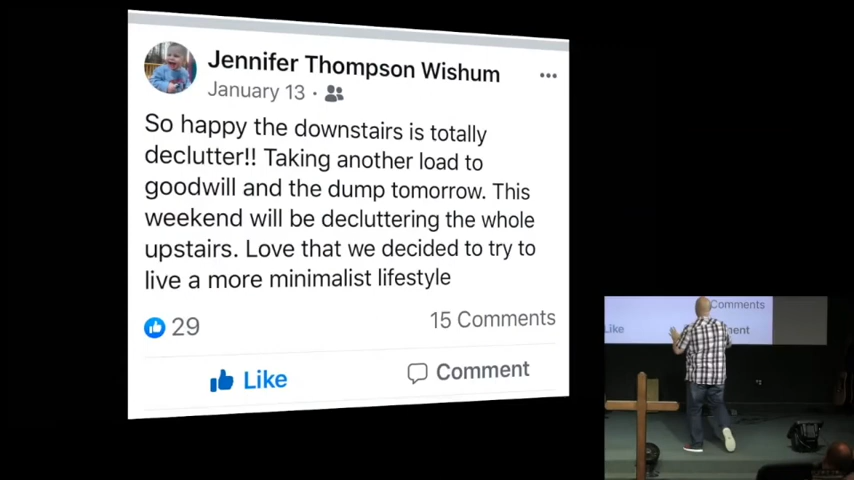 Jennifer Thompson Wishum
January 13 ·
So happy the downstairs is totally
declutter!! Taking another load to
goodwill and the dump tomorrow. This
weekend will be decluttering the whole
upstairs. Love that we decided to try to
live a more minimalist lifestyle
29
15 Comments
Like
Comment
Comments
Like
ment